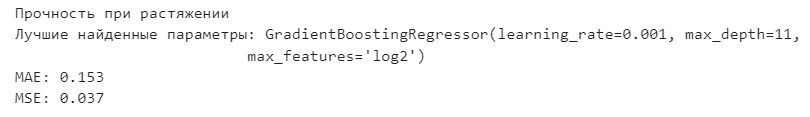 Прочность при растяжении
Лучшие найденные параметры: GradientBoostingRegressor(learning_rate=0.001, max_depth=11,
max_features='log2')
MAE: 0.153
MSE: 0.037